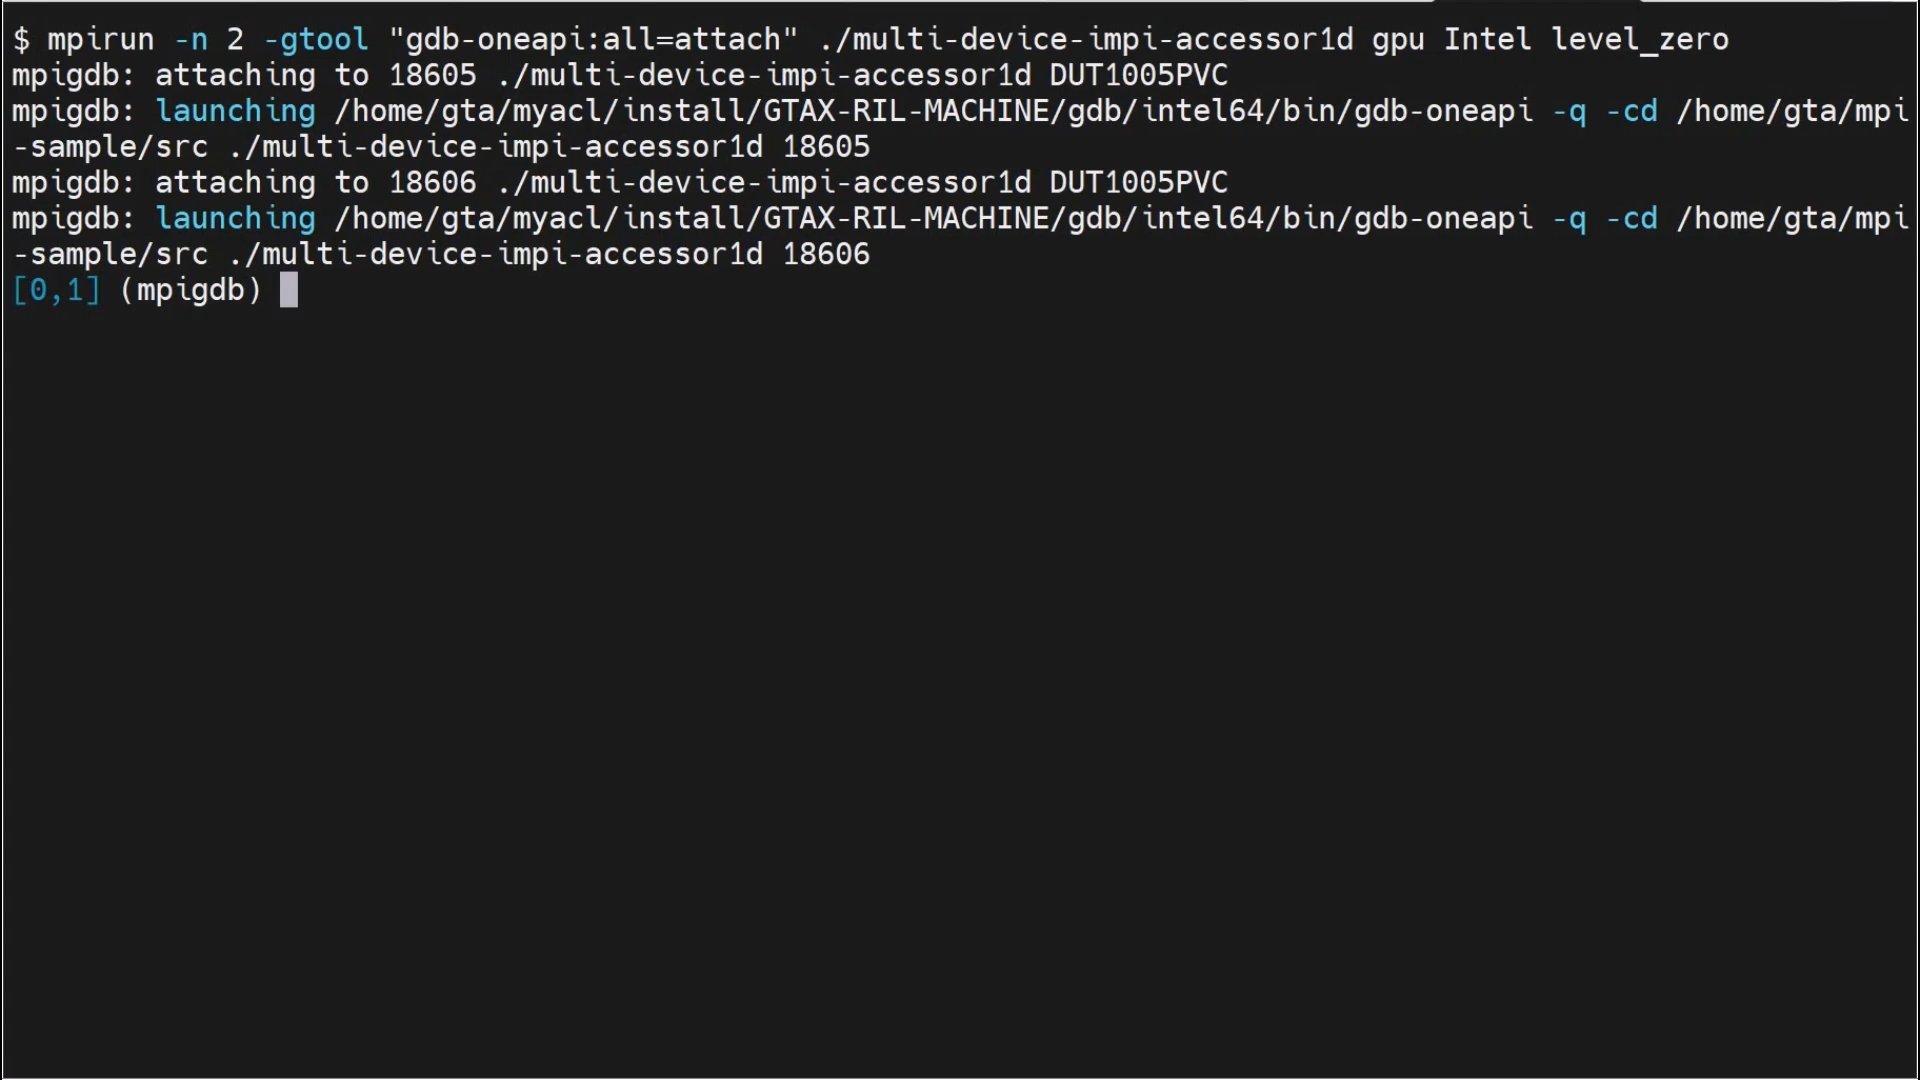 $ mpirun -n 2 -gtool "gdb-oneapi:all=attach" ./multi-device-impi-accessor1d gpu Intel level_zero
mpigdb: attaching to 18605 ./multi-device-impi-accessor1d DUT1005PVC
mpigdb: launching /home/gta/myacl/install/GTAX-RIL-MACHINE/gdb/intel64/bin/gdb-oneapi -q -cd /home/gta/mpi
-sample/src ./multi-device-impi-accessor1d 18605
mpigdb: attaching to 18606 ./multi-device-impi-accessor1d DUT1005PVC
mpigdb: launching /home/gta/myacl/install/GTAX-RIL-MACHINE/gdb/intel64/bin/gdb-oneapi -q -cd /home/gta/mpi
-sample/src ./multi-device-impi-accessor1d 18606
[0,1] (mpigdb)